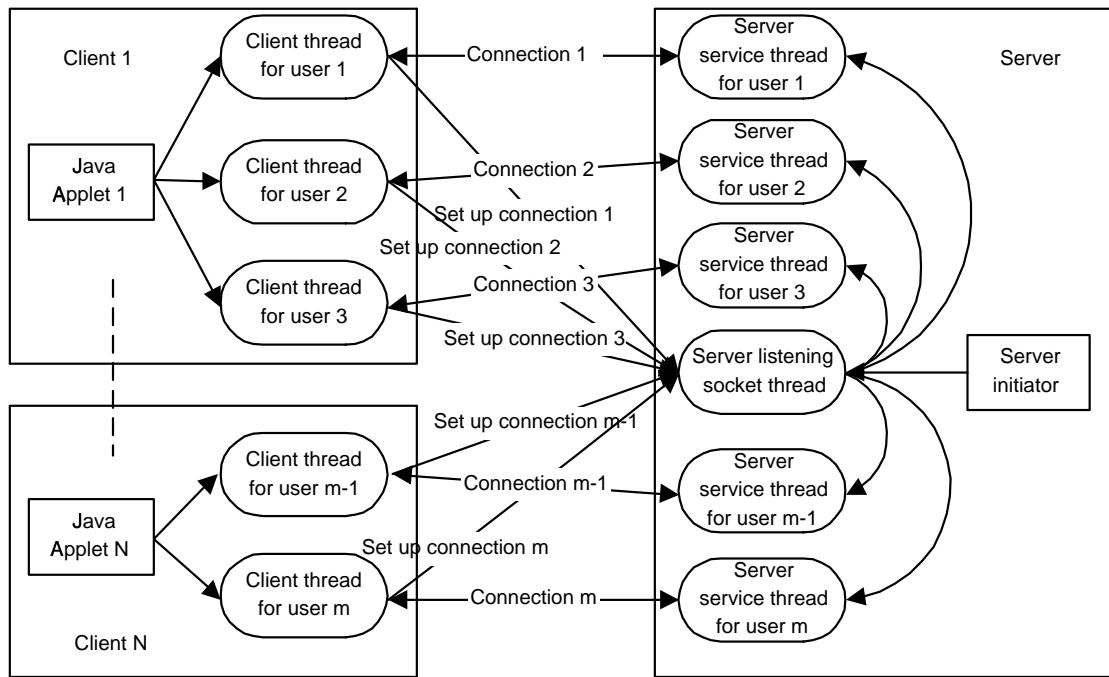 Client 1
Client thread
for user 1
Connection 1
Server
service thread
for user 1
Server
Java
Applet 1
Client thread
for user 2
Connection 2
Server
service thread
for user 2
Set up connection 1
Set up connection 2
Client thread
for user 3
Connection 3
Server
service thread
for user 3
Set up connection 3
Server listening
socket thread
Server
initiator
Set up connection m-1
Client thread
for user m-1
Connection m-1
Server
service thread
for user m-1
Java
Applet N
Set up connection m
Client thread
for user m
Connection m
Server
service thread
for user m
Client N